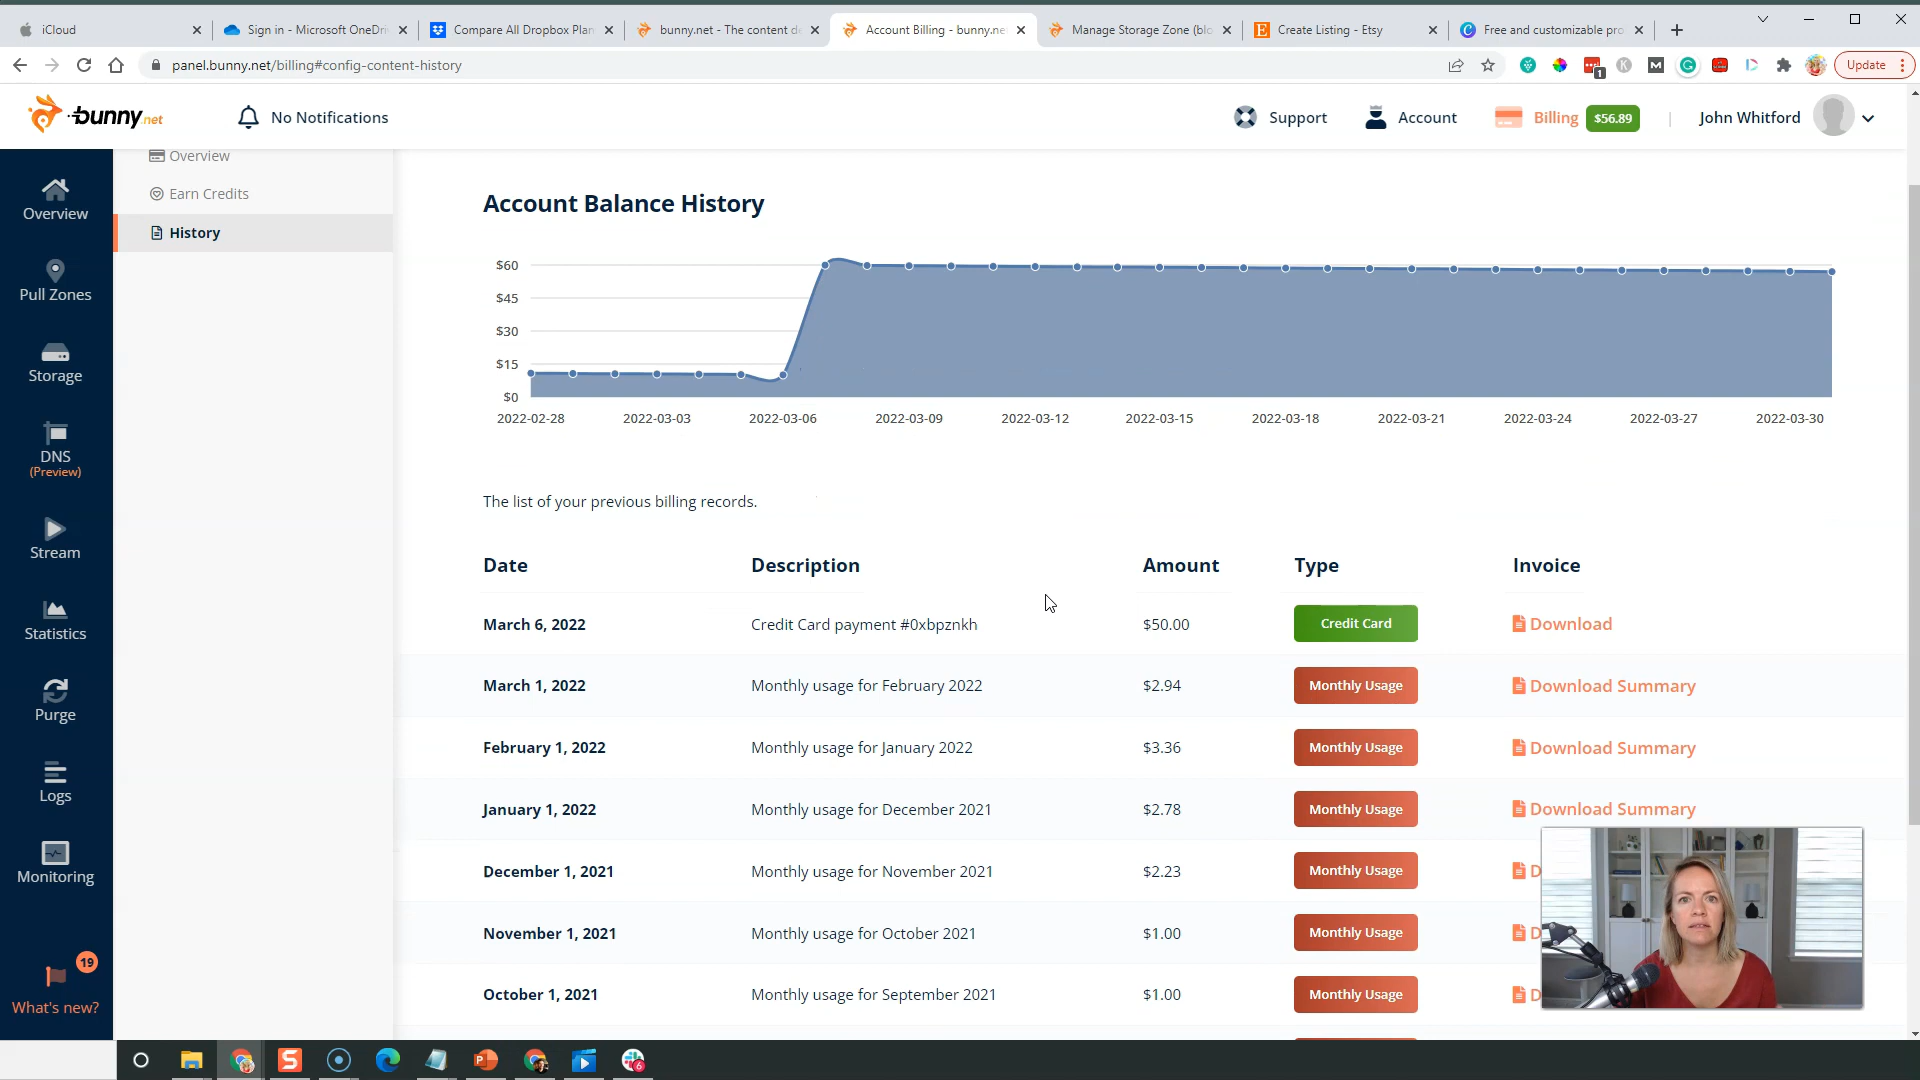 iCloud
Sign in - Microsoft OneDri
Compare All Dropbox Plan
bunny.net - The content de
Account Billing - bunny.ne
Manage Storage Zone (blo
Create Listing - Etsy
Free and customizable pro
panel.bunny.net/billing#config-content-history
1
Update
bunny.net
No Notifications
Support
Account
Billing
$56.89
John Whitford
Overview
Pull Zones
Storage
DNS
(Preview)
Stream
Statistics
Purge
Logs
Monitoring
19
What's new?
Overview
Earn Credits
History
Account Balance History
$60
$45
$30
$15
$0
2022-02-28 2022-03-03 2022-03-06 2022-03-09 2022-03-12 2022-03-15 2022-03-18 2022-03-21 2022-03-24 2022-03-27 2022-03-30
The list of your previous billing records.
Date Description Amount Type Invoice
March 6, 2022 Credit Card payment #0xbpznkh $50.00 Credit Card Download
March 1, 2022 Monthly usage for February 2022 $2.94 Monthly Usage Download Summary
February 1, 2022 Monthly usage for January 2022 $3.36 Monthly Usage Download Summary
January 1, 2022 Monthly usage for December 2021 $2.78 Monthly Usage Download Summary
December 1, 2021 Monthly usage for November 2021 $2.23 Monthly Usage D
November 1, 2021 Monthly usage for October 2021 $1.00 Monthly Usage D
October 1, 2021 Monthly usage for September 2021 $1.00 Monthly Usage D